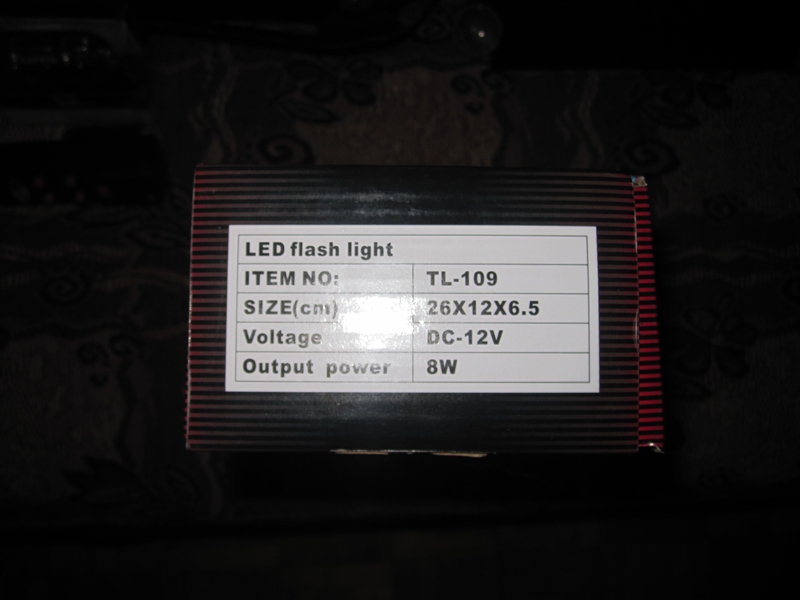 LED flash light
ITEM NO: TL-109
SIZE(cm) 26X12X6.5
Voltage DC-12V
Output power 8W